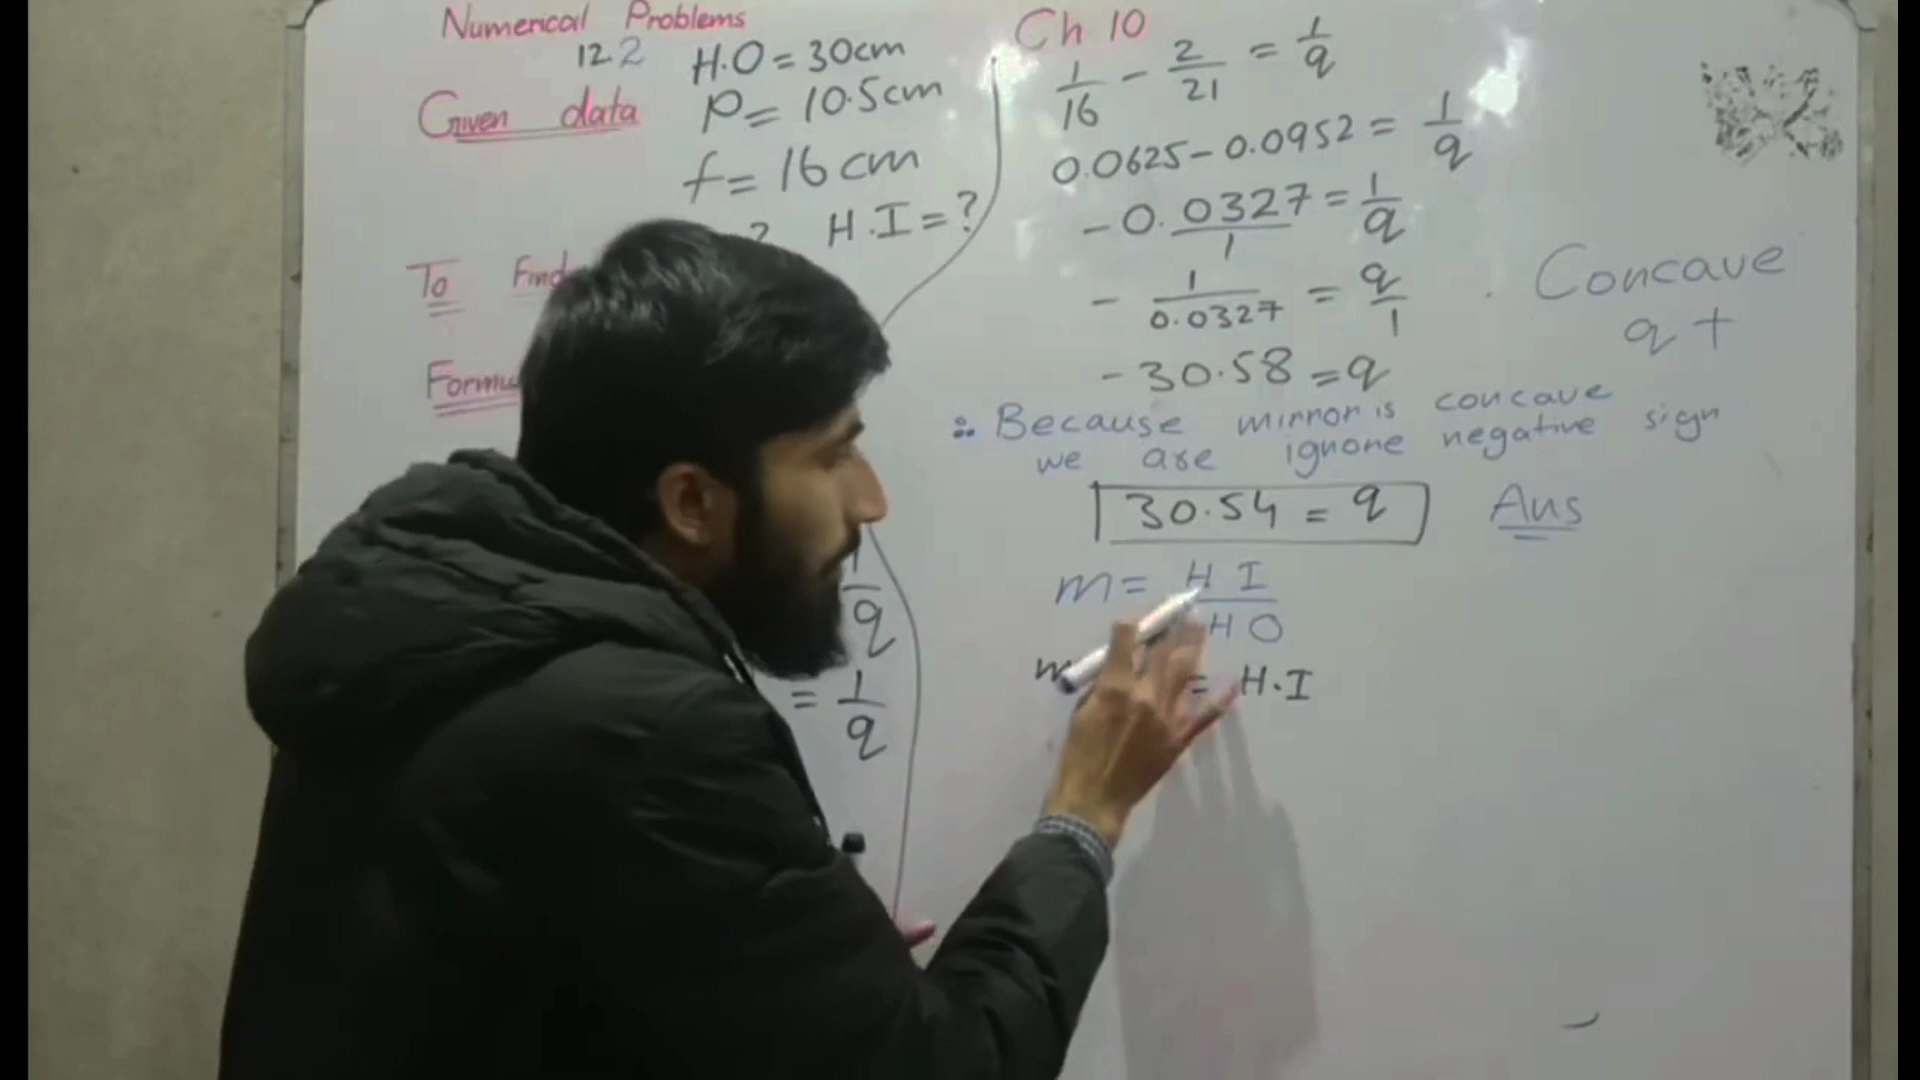 Numerical Problems
12.2
Given data
H.O = 30cm
P = 10.5cm
f = 16 cm
? H.I = ?
To Find
Formu
1
q
= 1/q
Ch 10
1/16 - 2/21 = 1/q
0.0625 - 0.0952 = 1/q
-0.0327/1 = 1/q
- 1/0.0327 = q/1
-30.58 = q
Concave
q +
Because mirror is concave
we are ignore negative sign
30.54 = q Ans
m = H I / H O
m = H.I